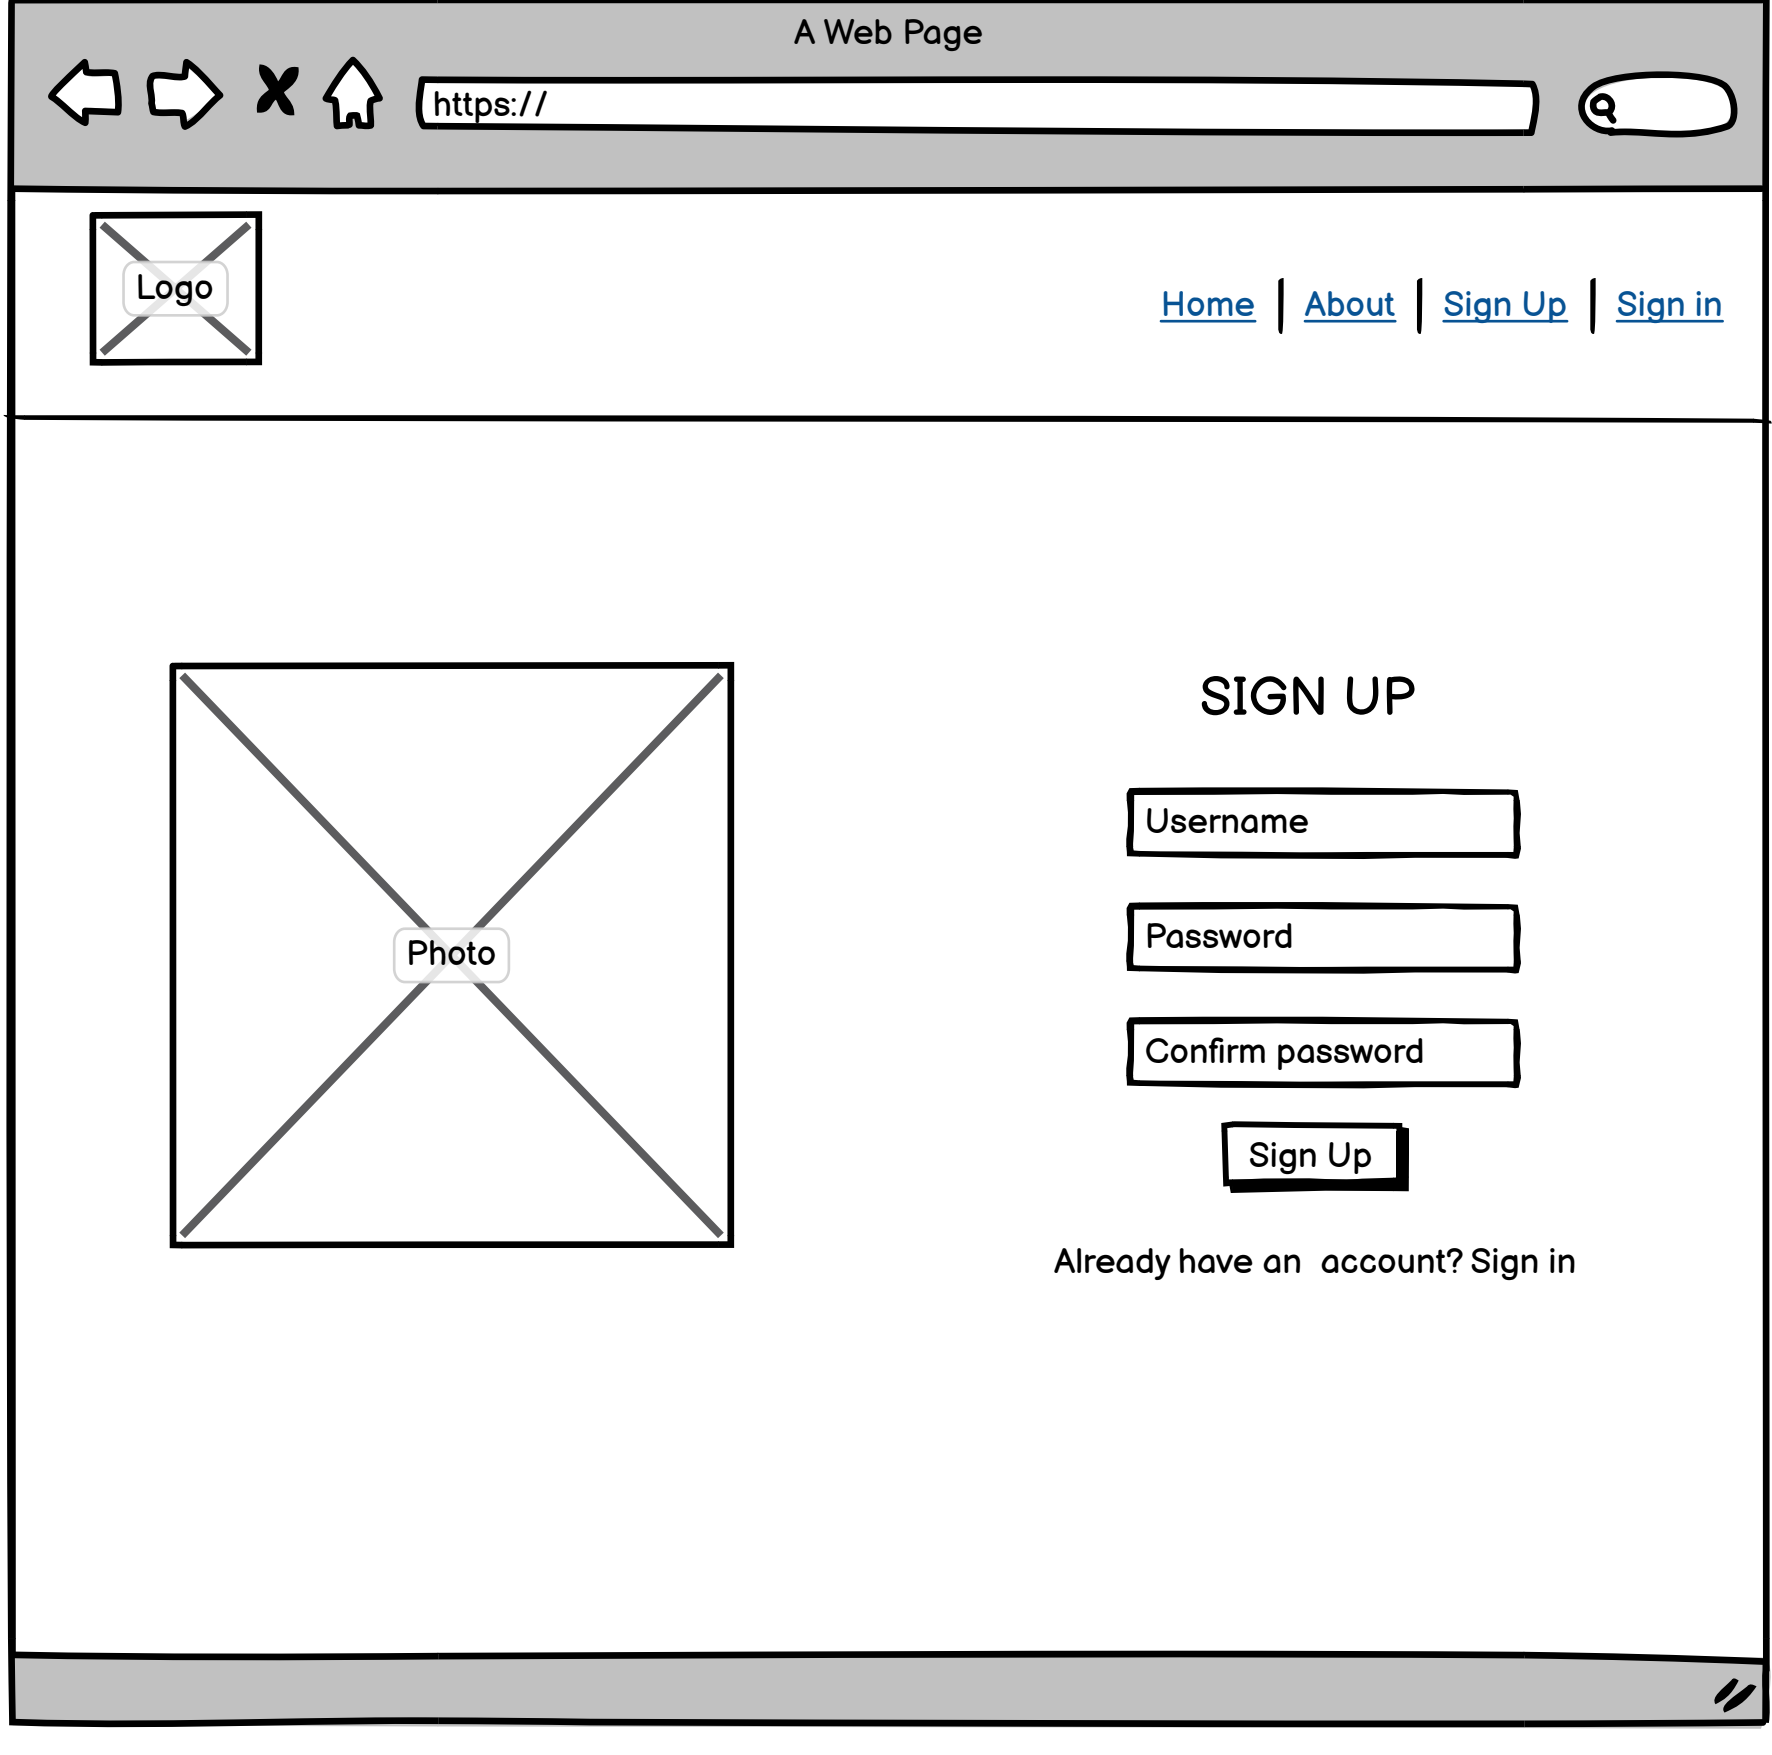 A Web Page
https://
Logo
Home About Sign Up Sign in
SIGN UP
Username
Password
Photo
Confirm password
Sign Up
Already have an account? Sign in